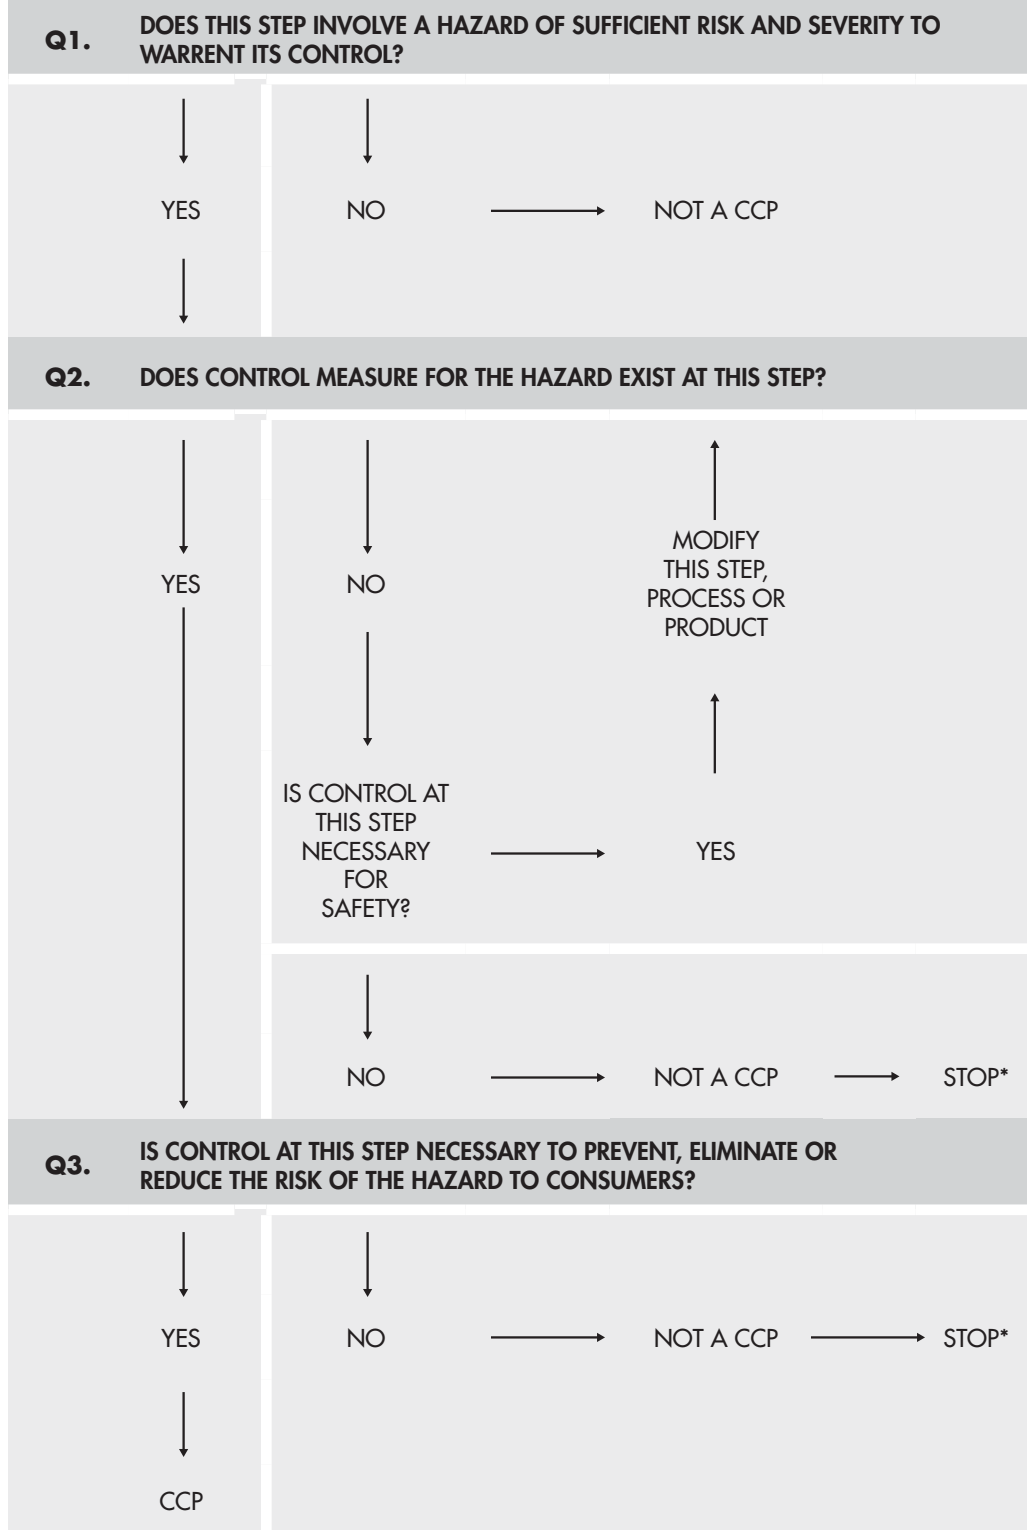 Q1. DOES THIS STEP INVOLVE A HAZARD OF SUFFICIENT RISK AND SEVERITY TO
WARRENT ITS CONTROL?
YES
NO
NOT A CCP
Q2. DOES CONTROL MEASURE FOR THE HAZARD EXIST AT THIS STEP?
YES
NO
MODIFY
THIS STEP,
PROCESS OR
PRODUCT
IS CONTROL AT
THIS STEP
NECESSARY
FOR
SAFETY?
YES
NO
NOT A CCP
STOP*
Q3. IS CONTROL AT THIS STEP NECESSARY TO PREVENT, ELIMINATE OR
REDUCE THE RISK OF THE HAZARD TO CONSUMERS?
YES
NO
NOT A CCP
STOP*
CCP